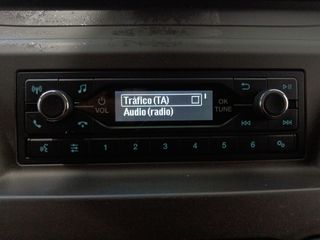 Tráfico (TA)
Audio (radio)
VOL
OK
TUNE
1 2 3 4 5 6